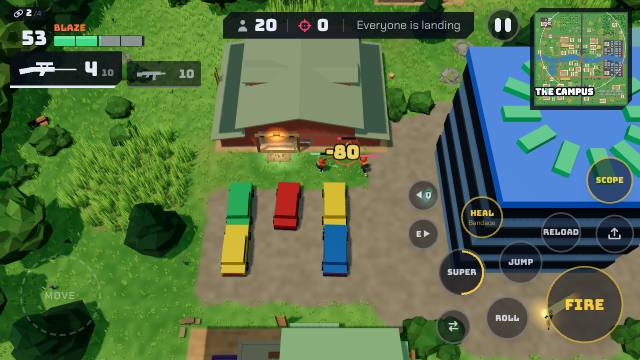 2/4
53 BLAZE
20
0
Everyone is landing
4 10
10
THE CAMPUS
-80
SCOPE
HEAL
Bandage
RELOAD
E
SUPER
JUMP
MOVE
ROLL
FIRE